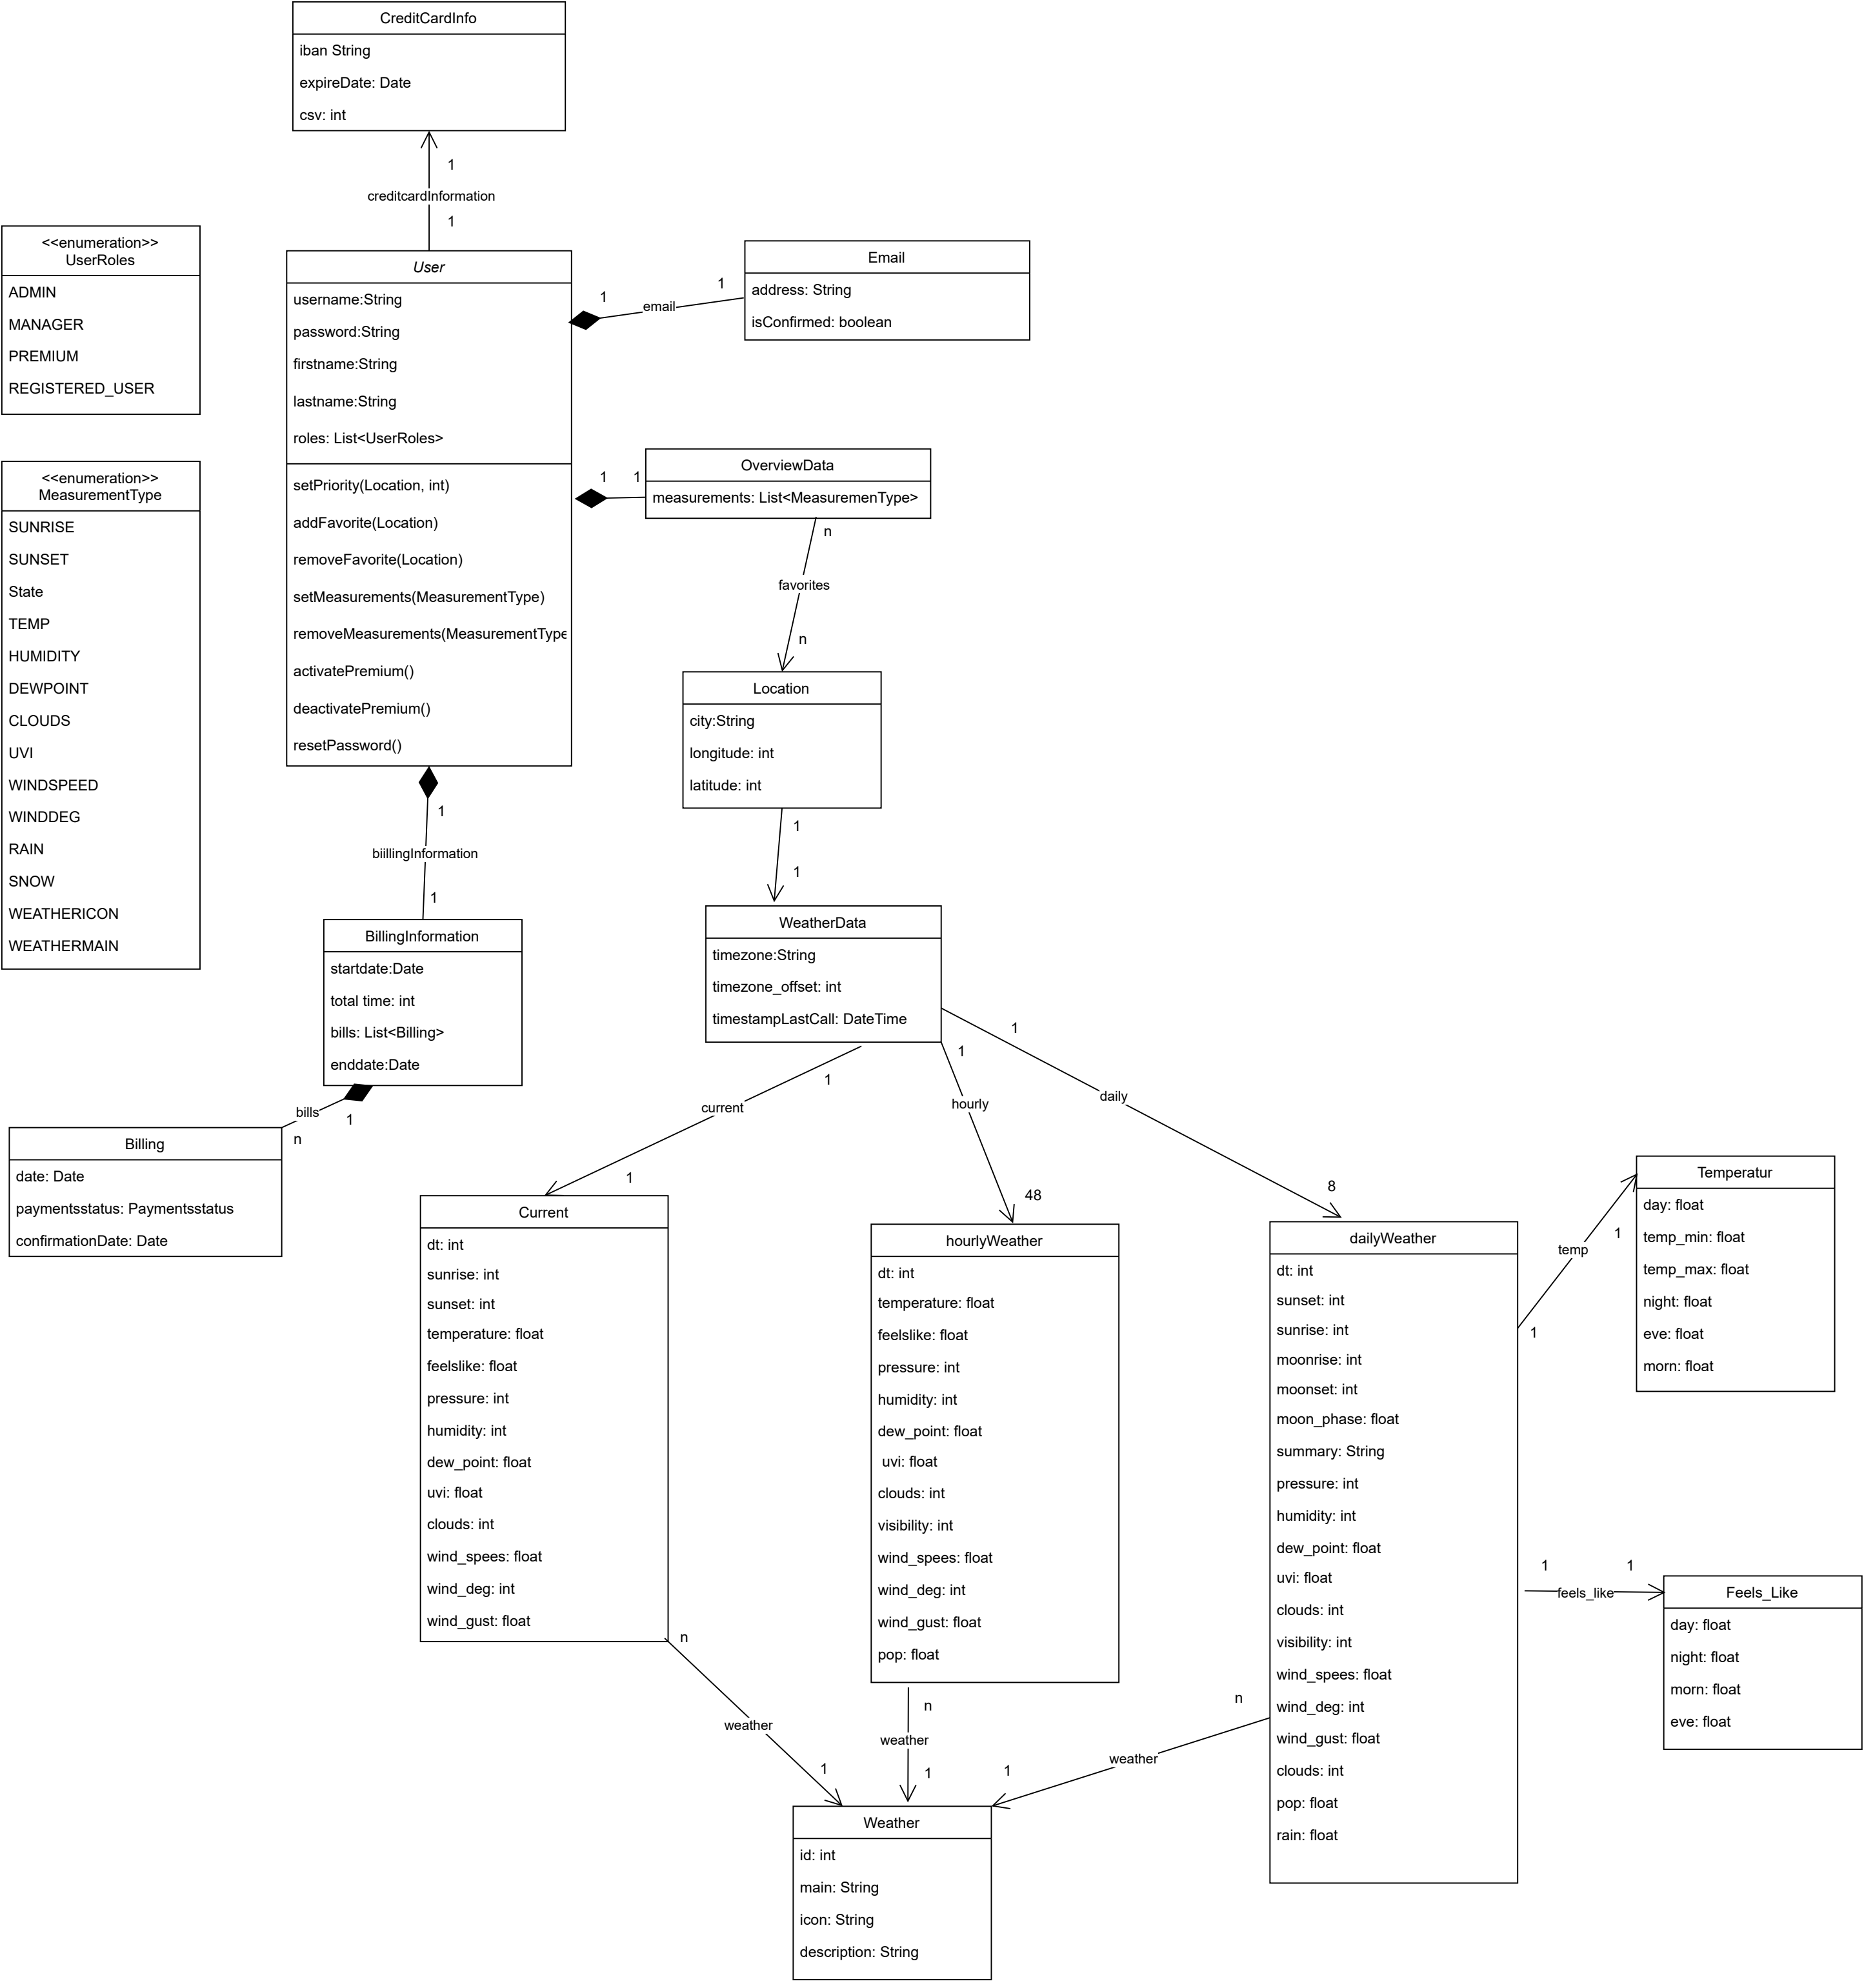 CreditCardInfo
iban String
expireDate: Date
csv: int
1
creditcardInformation
1
<<enumeration>>
UserRoles
ADMIN
MANAGER
PREMIUM
REGISTERED_USER
User
username:String
password:String
firstname:String
lastname:String
roles: List<UserRoles>
setPriority(Location, int)
addFavorite(Location)
removeFavorite(Location)
setMeasurements(MeasurementType)
removeMeasurements(MeasurementType
activatePremium()
deactivatePremium()
resetPassword()
1
email
1
Email
address: String
isConfirmed: boolean
<<enumeration>>
MeasurementType
SUNRISE
SUNSET
State
TEMP
HUMIDITY
DEWPOINT
CLOUDS
UVI
WINDSPEED
WINDDEG
RAIN
SNOW
WEATHERICON
WEATHERMAIN
1
1
OverviewData
measurements: List<MeasuremenType>
n
favorites
n
Location
city:String
longitude: int
latitude: int
1
1
1
biillingInformation
1
BillingInformation
startdate:Date
total time: int
bills: List<Billing>
enddate:Date
bills
1
n
Billing
date: Date
paymentsstatus: Paymentsstatus
confirmationDate: Date
WeatherData
timezone:String
timezone_offset: int
timestampLastCall: DateTime
1
current
1
1
hourly
48
1
daily
8
Current
dt: int
sunrise: int
sunset: int
temperature: float
feelslike: float
pressure: int
humidity: int
dew_point: float
uvi: float
clouds: int
wind_spees: float
wind_deg: int
wind_gust: float
hourlyWeather
dt: int
temperature: float
feelslike: float
pressure: int
humidity: int
dew_point: float
uvi: float
clouds: int
visibility: int
wind_spees: float
wind_deg: int
wind_gust: float
pop: float
dailyWeather
dt: int
sunset: int
sunrise: int
moonrise: int
moonset: int
moon_phase: float
summary: String
pressure: int
humidity: int
dew_point: float
uvi: float
clouds: int
visibility: int
wind_spees: float
wind_deg: int
wind_gust: float
clouds: int
pop: float
rain: float
1
temp
1
Temperatur
day: float
temp_min: float
temp_max: float
night: float
eve: float
morn: float
1
feels_like
1
Feels_Like
day: float
night: float
morn: float
eve: float
n
weather
1
n
weather
1
n
weather
1
Weather
id: int
main: String
icon: String
description: String